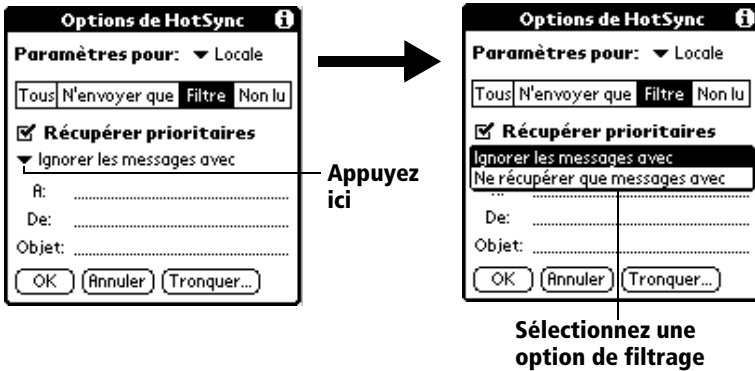 Options de HotSync
Paramètres pour: Locale
Tous N'envoyer que Filtre Non lu
Récupérer prioritaires
Ignorer les messages avec
A:
De:
Objet:
OK Annuler Tronquer...
Appuyez
ici
Options de HotSync
Paramètres pour: Locale
Tous N'envoyer que Filtre Non lu
Récupérer prioritaires
Ignorer les messages avec
Ne récupérer que messages avec
De:
Objet:
OK Annuler Tronquer...
Sélectionnez une
option de filtrage